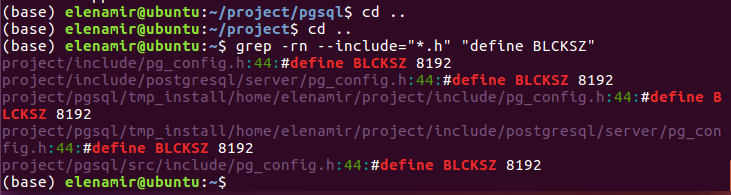 (base) elenamir@ubuntu:~/project/pgsql$ cd ..
(base) elenamir@ubuntu:~/project$ cd ..
(base) elenamir@ubuntu:~$ grep -rn --include="*.h" "define BLCKSZ"
project/include/pg_config.h:44:#define BLCKSZ 8192
project/include/postgresql/server/pg_config.h:44:#define BLCKSZ 8192
project/pgsql/tmp_install/home/elenamir/project/include/pg_config.h:44:#define B
LCKSZ 8192
project/pgsql/tmp_install/home/elenamir/project/include/postgresql/server/pg_con
fig.h:44:#define BLCKSZ 8192
project/pgsql/src/include/pg_config.h:44:#define BLCKSZ 8192
(base) elenamir@ubuntu:~$